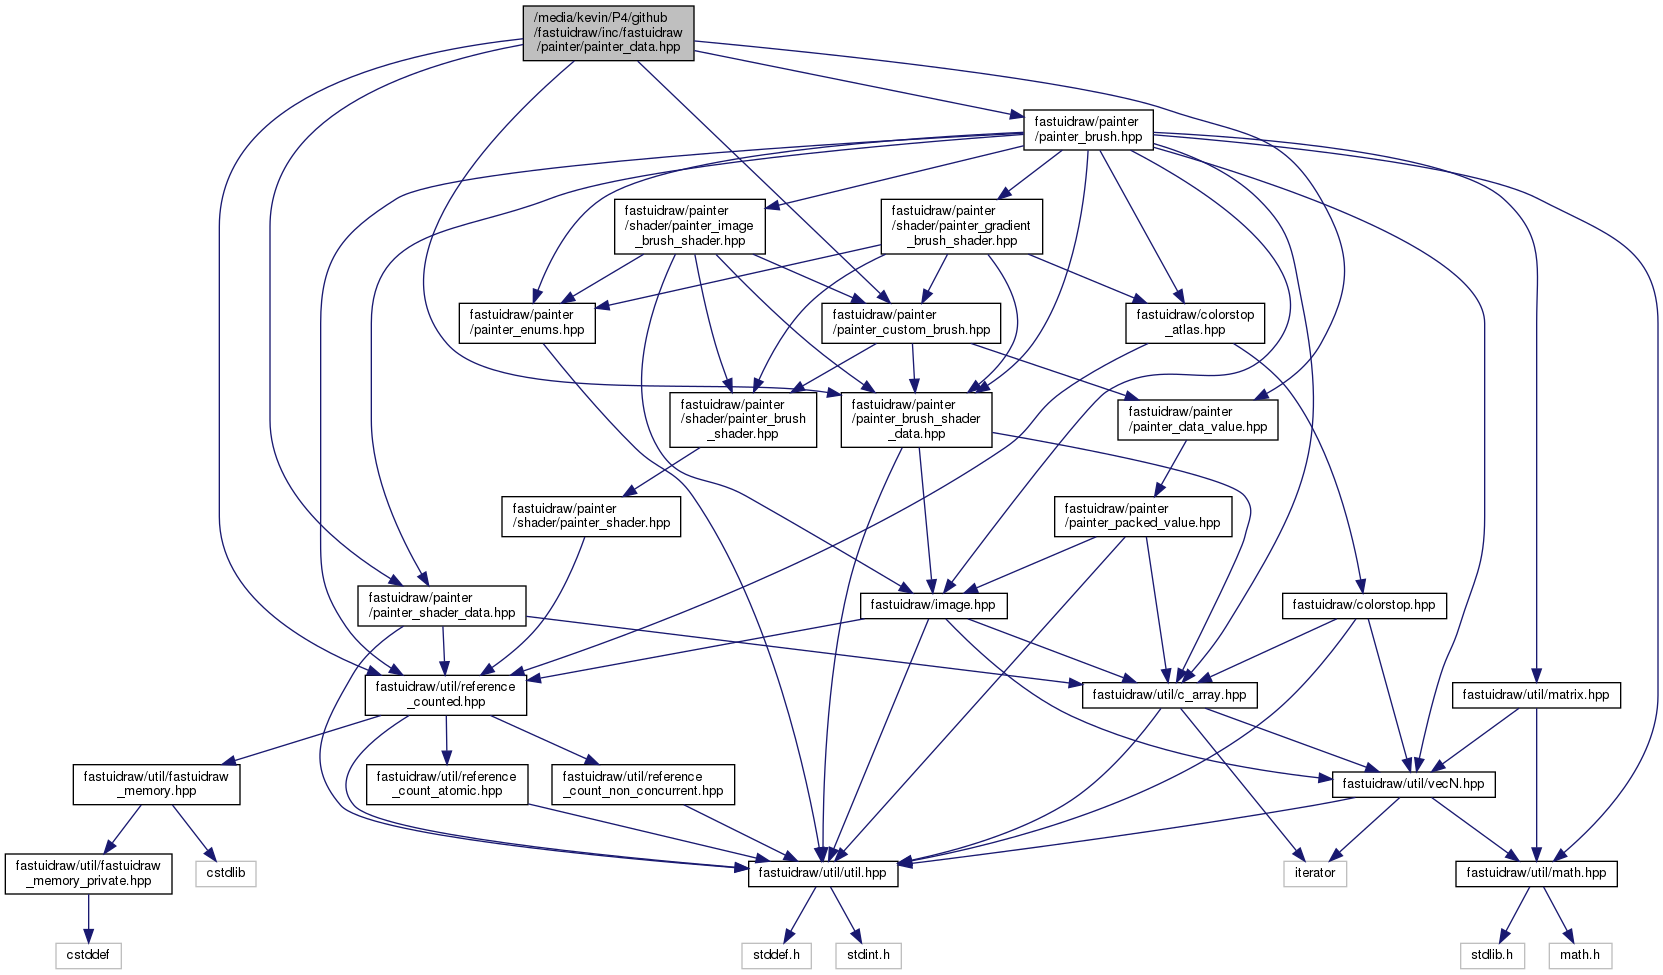 /media/kevin/P4/github
/fastuidraw/inc/fastuidraw
/painter/painter_data.hpp
fastuidraw/painter
/painter_brush.hpp
fastuidraw/painter
/shader/painter_image
_brush_shader.hpp
fastuidraw/painter
/shader/painter_gradient
_brush_shader.hpp
fastuidraw/painter
/painter_enums.hpp
fastuidraw/painter
/painter_custom_brush.hpp
fastuidraw/colorstop
_atlas.hpp
fastuidraw/painter
/shader/painter_brush
_shader.hpp
fastuidraw/painter
/painter_brush_shader
_data.hpp
fastuidraw/painter
/painter_data_value.hpp
fastuidraw/painter
/shader/painter_shader.hpp
fastuidraw/painter
/painter_packed_value.hpp
fastuidraw/painter
/painter_shader_data.hpp
fastuidraw/image.hpp
fastuidraw/colorstop.hpp
fastuidraw/util/reference
_counted.hpp
fastuidraw/util/c_array.hpp
fastuidraw/util/matrix.hpp
fastuidraw/util/fastuidraw
_memory.hpp
fastuidraw/util/reference
_count_atomic.hpp
fastuidraw/util/reference
_count_non_concurrent.hpp
fastuidraw/util/vecN.hpp
fastuidraw/util/fastuidraw
_memory_private.hpp
cstdlib
fastuidraw/util/util.hpp
iterator
fastuidraw/util/math.hpp
cstddef
stddef.h
stdint.h
stdlib.h
math.h